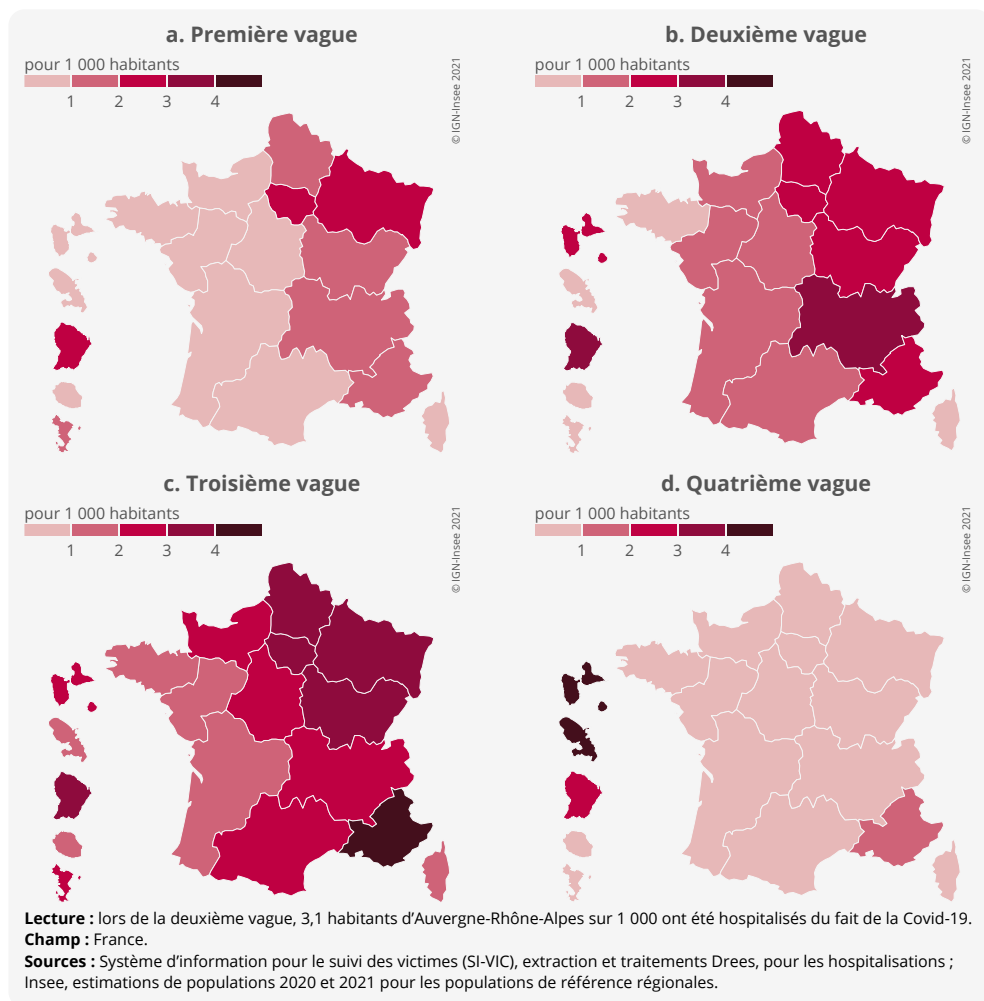 a. Première vague
pour 1 000 habitants
1 2 3 4
© IGN-Insee 2021
b. Deuxième vague
pour 1 000 habitants
1 2 3 4
© IGN-Insee 2021
c. Troisième vague
pour 1 000 habitants
1 2 3 4
© IGN-Insee 2021
d. Quatrième vague
pour 1 000 habitants
1 2 3 4
© IGN-Insee 2021
Lecture : lors de la deuxième vague, 3,1 habitants d’Auvergne-Rhône-Alpes sur 1 000 ont été hospitalisés du fait de la Covid-19.
Champ : France.
Sources : Système d’information pour le suivi des victimes (SI-VIC), extraction et traitements Drees, pour les hospitalisations ;
Insee, estimations de populations 2020 et 2021 pour les populations de référence régionales.